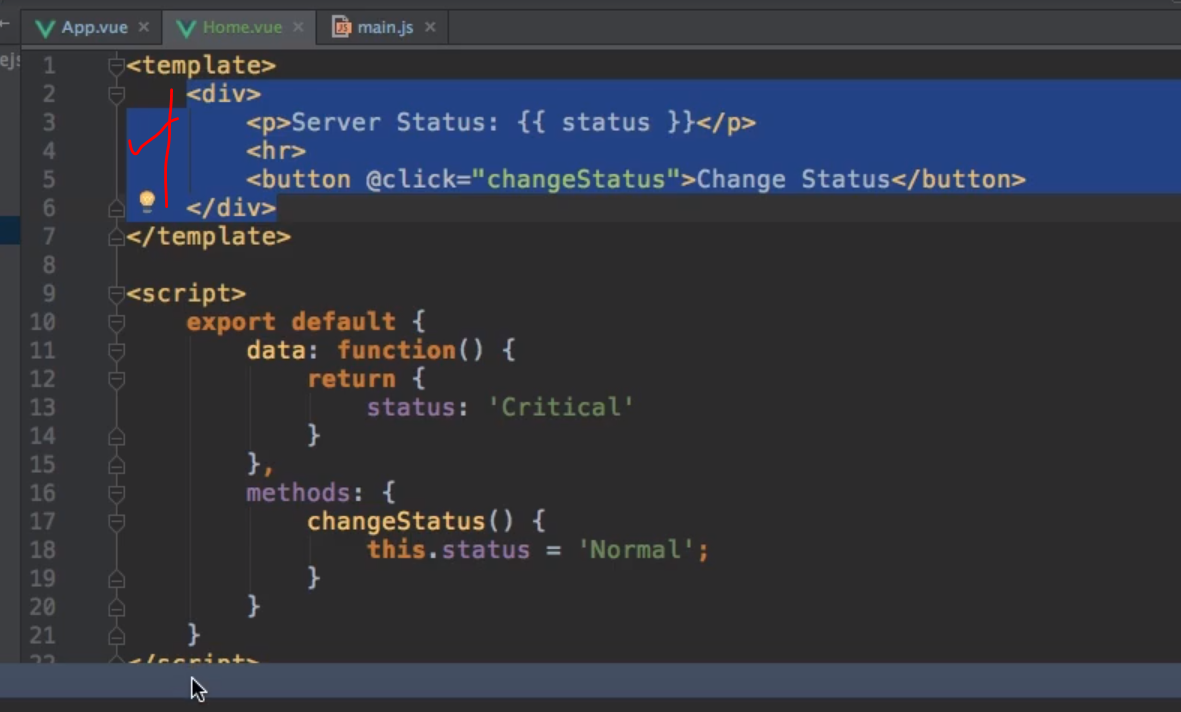 App.vue Home.vue main.js
ejs
1 <template>
2 <div>
3 <p>Server Status: {{ status }}</p>
4 <hr>
5 <button @click="changeStatus">Change Status</button>
6 </div>
7 </template>
8
9 <script>
10 export default {
11 data: function() {
12 return {
13 status: 'Critical'
14 }
15 },
16 methods: {
17 changeStatus() {
18 this.status = 'Normal';
19 }
20 }
21 }
22 </script>